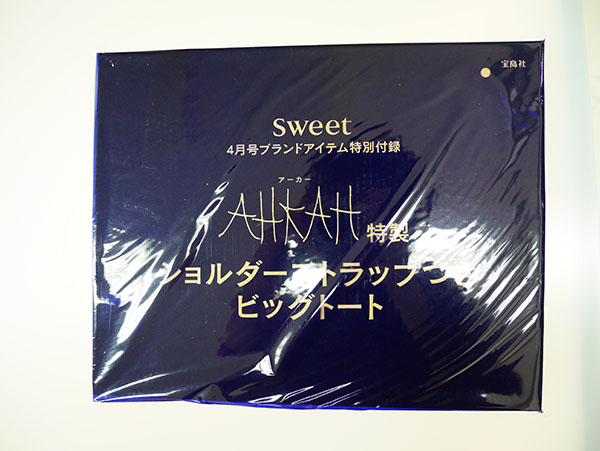 宝島社
sweet
4月号ブランドアイテム特別付録
アーカー
AHKAH 特製
ショルダーストラップつき
ビッグトート